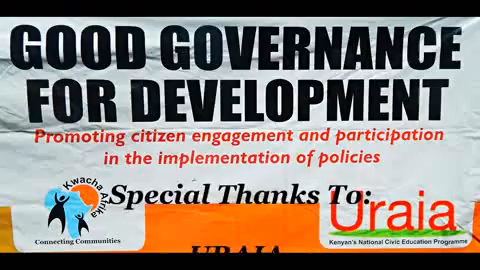 GOOD GOVERNANCE
FOR DEVELOPMENT
Promoting citizen engagement and participation
in the implementation of policies
Kwacha Afrika
Connecting Communities
Special Thanks To:
Uraia
Kenyan's National Civic Education Programme
URAIA